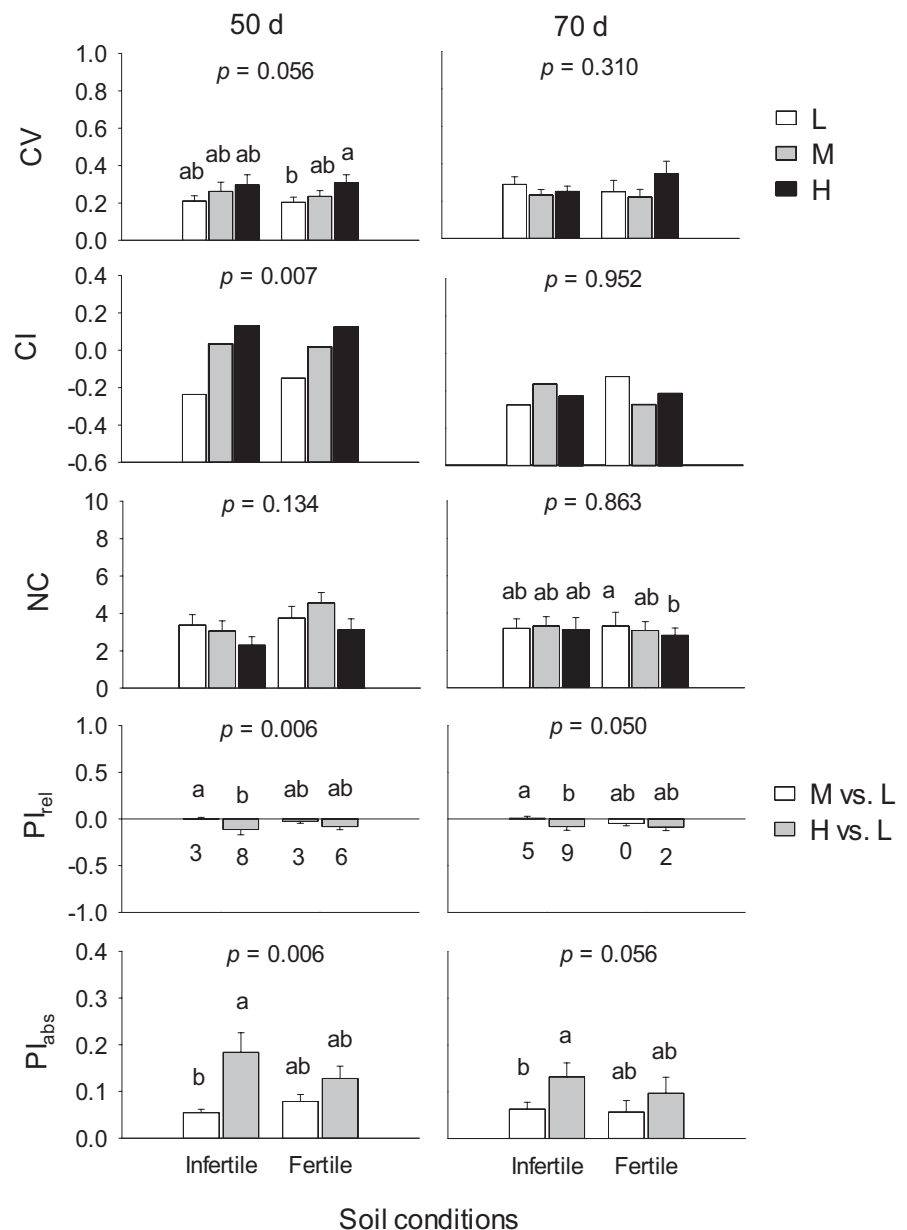 50 d
70 d
CV
1.0
0.8
0.6
0.4
0.2
0.0
p = 0.056
ab ab ab b ab a
p = 0.310
L
M
H
CI
0.4
0.2
0.0
-0.2
-0.4
-0.6
p = 0.007
p = 0.952
NC
10
8
6
4
2
0
p = 0.134
p = 0.863
ab ab ab a ab b
PIrel
1.0
0.5
0.0
-0.5
-1.0
p = 0.006
a b ab ab
3 8 3 6
p = 0.050
a b ab ab
5 9 0 2
M vs. L
H vs. L
PIabs
0.4
0.3
0.2
0.1
0.0
p = 0.006
b a ab ab
p = 0.056
b a ab ab
Infertile Fertile
Infertile Fertile
Soil conditions